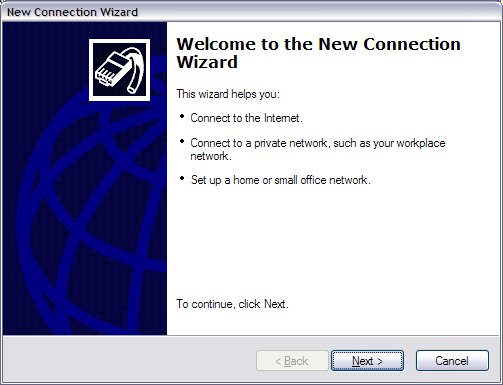 New Connection Wizard
Welcome to the New Connection
Wizard
This wizard helps you:
• Connect to the Internet.
• Connect to a private network, such as your workplace
network.
• Set up a home or small office network.
To continue, click Next.
< Back
Next >
Cancel